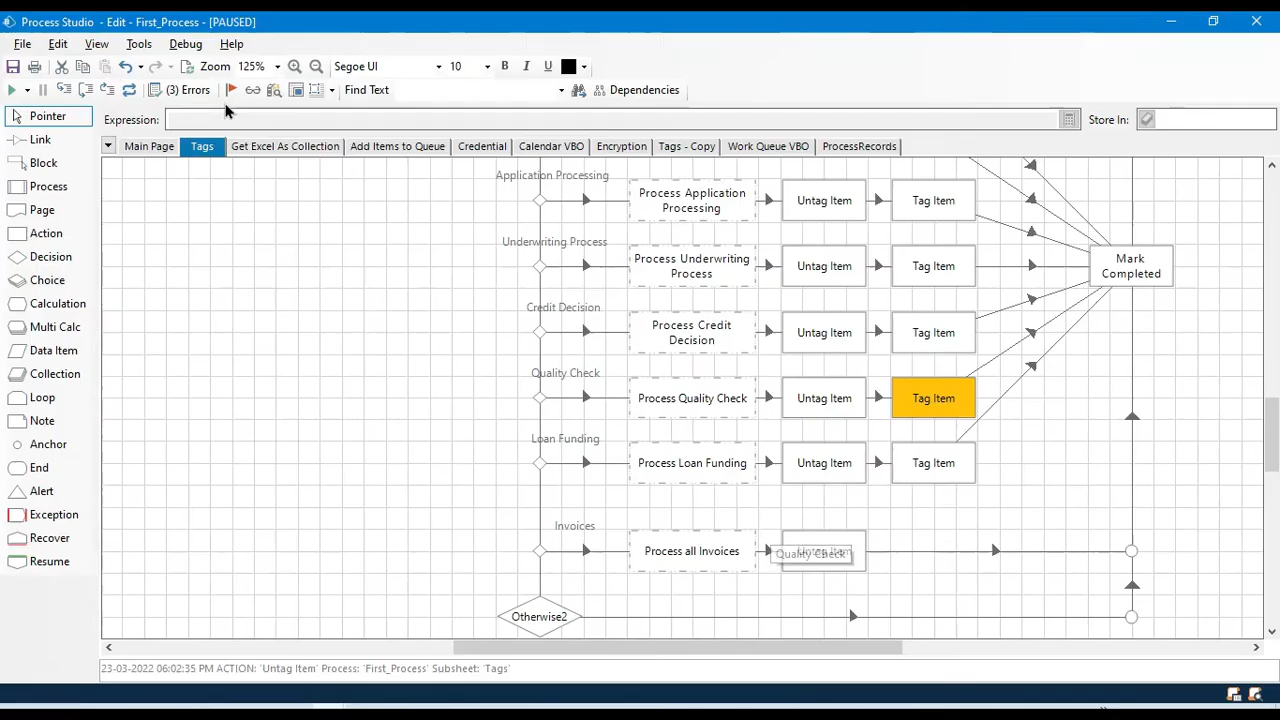 Process Studio - Edit - First_Process - [PAUSED]
File Edit View Tools Debug Help
Zoom 125% Segoe UI 10 B I U
(3) Errors Find Text Dependencies
Pointer Expression: Store In:
Link
Block
Process
Page
Action
Decision
Choice
Calculation
Multi Calc
Data Item
Collection
Loop
Note
Anchor
End
Alert
Exception
Recover
Resume
Main Page Tags Get Excel As Collection Add Items to Queue Credential Calendar VBO Encryption Tags - Copy Work Queue VBO ProcessRecords
Application Processing
Process Application
Processing
Untag Item Tag Item
Underwriting Process
Process Underwriting
Process
Untag Item Tag Item
Mark
Completed
Credit Decision
Process Credit
Decision
Untag Item Tag Item
Quality Check
Process Quality Check Untag Item Tag Item
Loan Funding
Process Loan Funding Untag Item Tag Item
Invoices
Process all Invoices Untag Item
Quality Check
Otherwise2
23-03-2022 06:02:35 PM ACTION: 'Untag Item' Process: 'First_Process' Subsheet: 'Tags'